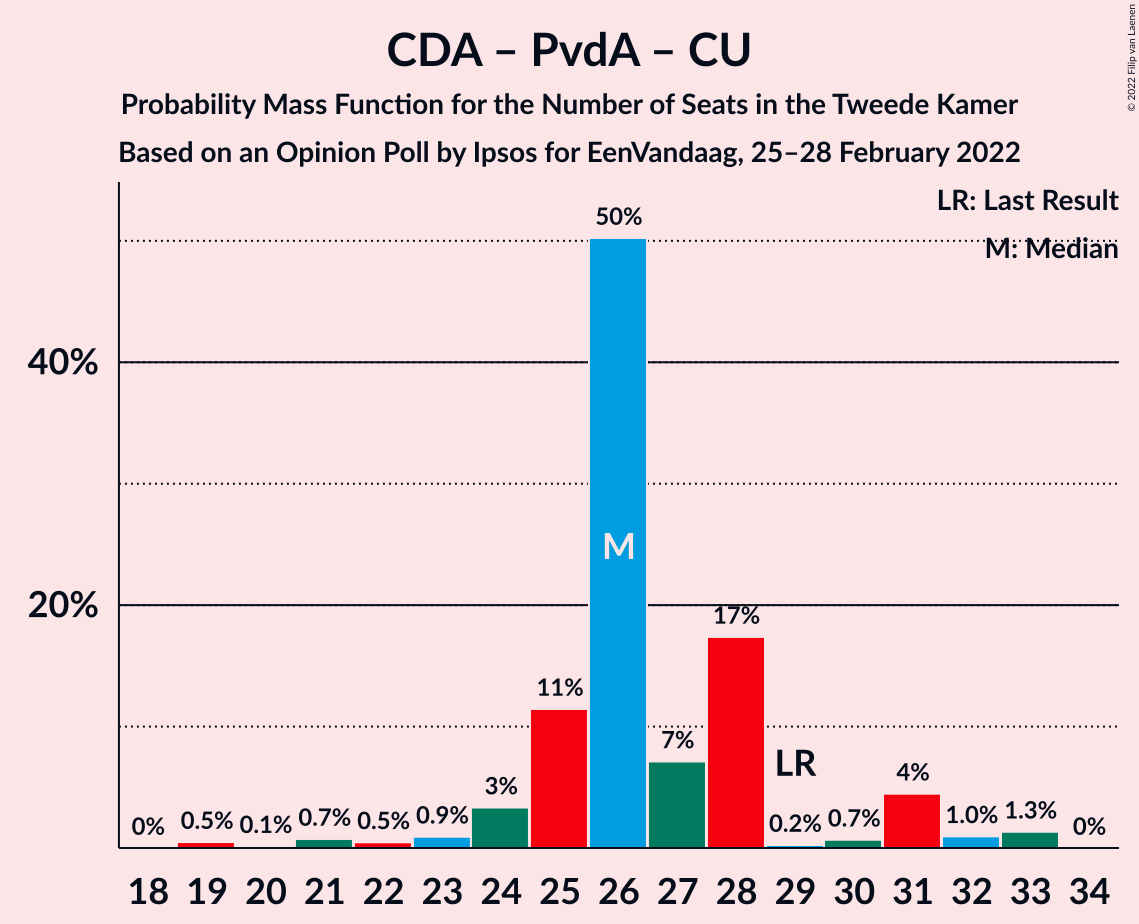 CDA – PvdA – CU
Probability Mass Function for the Number of Seats in the Tweede Kamer
Based on an Opinion Poll by Ipsos for EenVandaag, 25–28 February 2022
© 2022 Filip van Laenen
LR: Last Result
M: Median
50%
40%
M
20%
17%
11%
7%
LR
4%
3%
0% 0.5% 0.1% 0.7% 0.5% 0.9% 0.2% 0.7% 1.0% 1.3% 0%
18 19 20 21 22 23 24 25 26 27 28 29 30 31 32 33 34